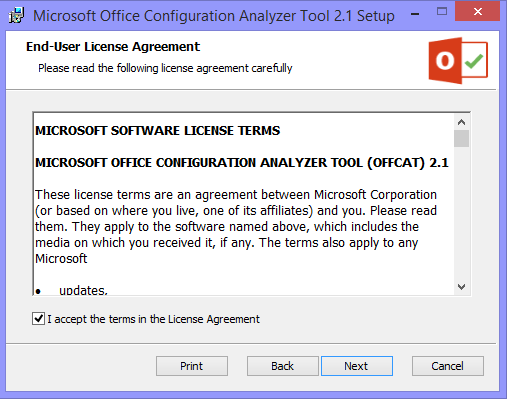 Microsoft Office Configuration Analyzer Tool 2.1 Setup
End-User License Agreement
Please read the following license agreement carefully
MICROSOFT SOFTWARE LICENSE TERMS
MICROSOFT OFFICE CONFIGURATION ANALYZER TOOL (OFFCAT) 2.1
These license terms are an agreement between Microsoft Corporation
(or based on where you live, one of its affiliates) and you. Please read
them. They apply to the software named above, which includes the
media on which you received it, if any. The terms also apply to any
Microsoft
• updates,
I accept the terms in the License Agreement
Print Back Next Cancel